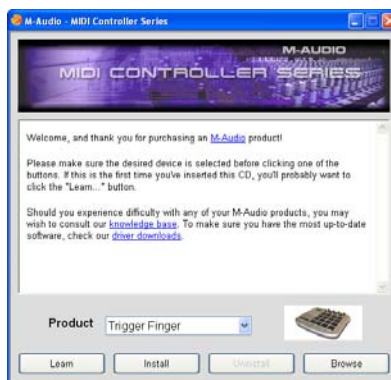 M-Audio - MIDI Controller Series
M-AUDIO
MIDI CONTROLLER SERIES
Welcome, and thank you for purchasing an M-Audio product!
Please make sure the desired device is selected before clicking one of the
buttons. If this is the first time you've inserted this CD, you'll probably want to
click the "Learn..." button.
Should you experience difficulty with any of your M-Audio products, you may
wish to consult our knowledge base. To make sure you have the most up-to-date
software, check our driver downloads.
Product Trigger Finger
Learn Install Uninstall Browse